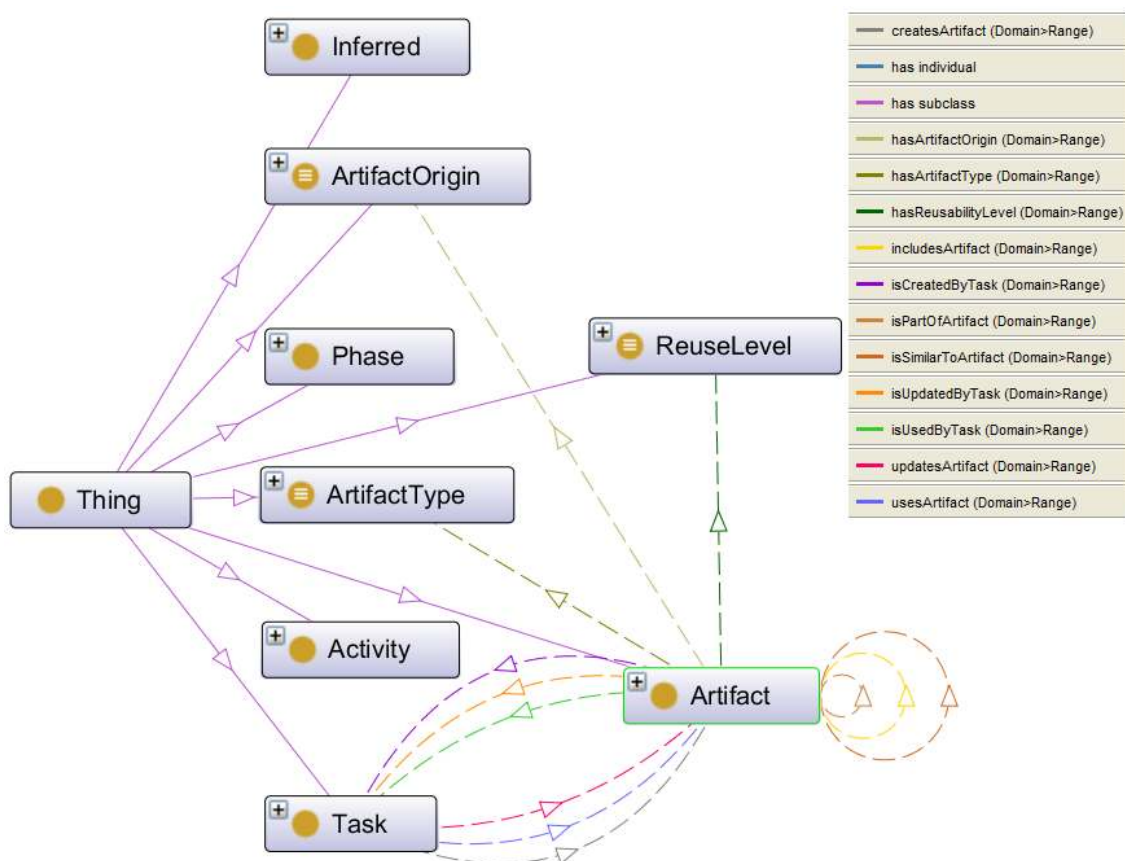 Inferred
ArtifactOrigin
Phase
ReuseLevel
Thing
ArtifactType
Activity
Artifact
Task
createsArtifact (Domain>Range)
has individual
has subclass
hasArtifactOrigin (Domain>Range)
hasArtifactType (Domain>Range)
hasReusabilityLevel (Domain>Range)
includesArtifact (Domain>Range)
isCreatedByTask (Domain>Range)
isPartOfArtifact (Domain>Range)
isSimilarToArtifact (Domain>Range)
isUpdatedByTask (Domain>Range)
isUsedByTask (Domain>Range)
updatesArtifact (Domain>Range)
usesArtifact (Domain>Range)